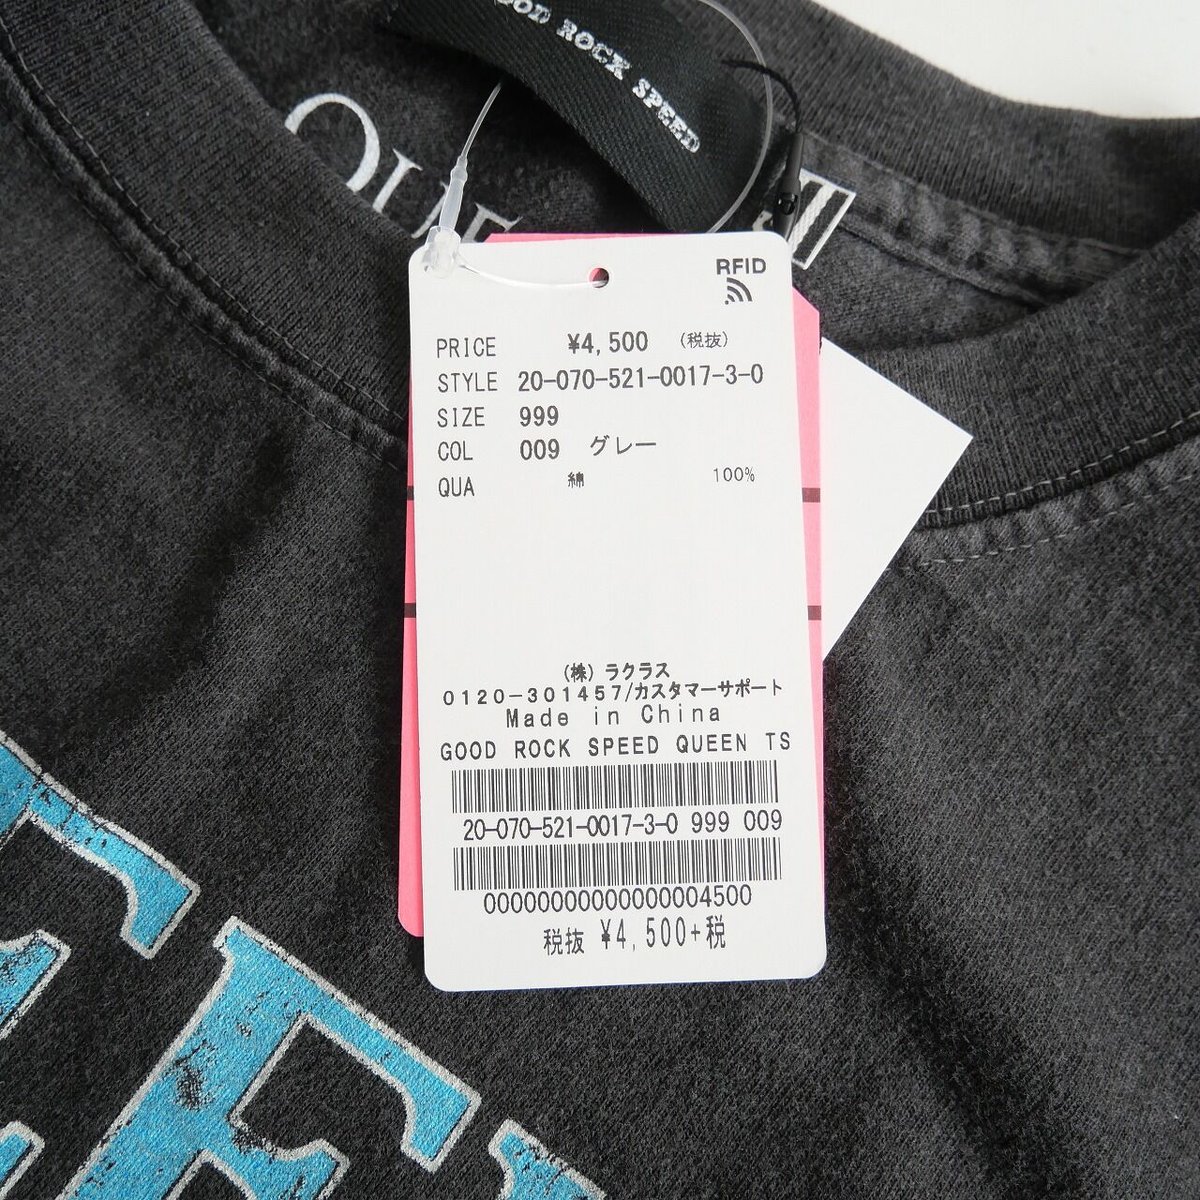 OOD ROCK SPEED
QUEE
RFID
PRICE ¥4,500 (税抜)
STYLE 20-070-521-0017-3-0
SIZE 999
COL 009 グレー
QUA 綿 100%
(株)ラクラス
0120-301457/カスタマーサポート
Made in China
GOOD ROCK SPEED QUEEN TS
20-070-521-0017-3-0 999 009
00000000000000004500
税抜 ¥4,500+税